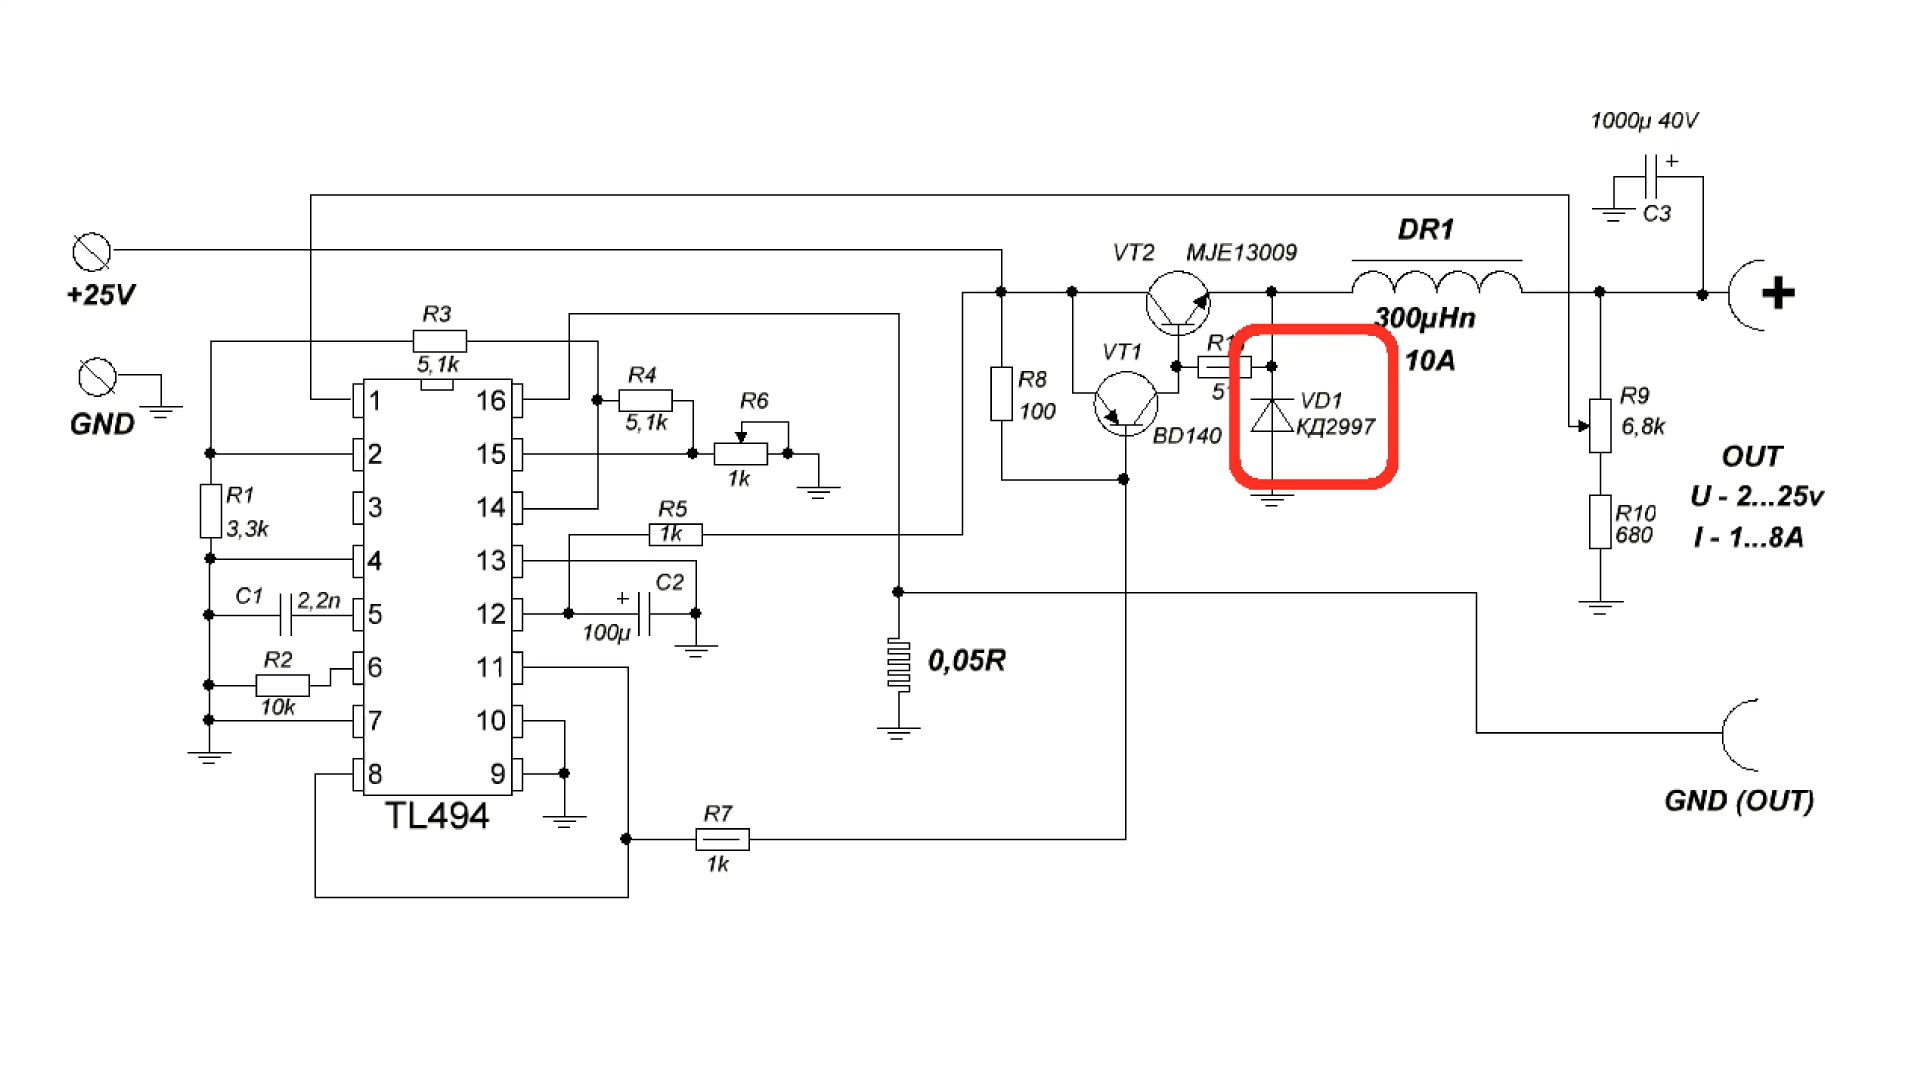 1000µ 40V
+
C3
DR1
VT2 MJE13009
+25V
+
R3
300µHn
5,1k
VT1
10A
R4
R8
1 16
R6
VD1
R9
GND
5,1k
100
КД2997
6,8k
BD140
2 15
OUT
1k
U - 2...25v
R1
3 14
R5
R10
3,3k
1k
680
I - 1...8A
4 13
C2
C1 2,2n
+
5 12
100µ
R2
6 11
0,05R
10k
7 10
8 9
TL494
GND (OUT)
R7
1k